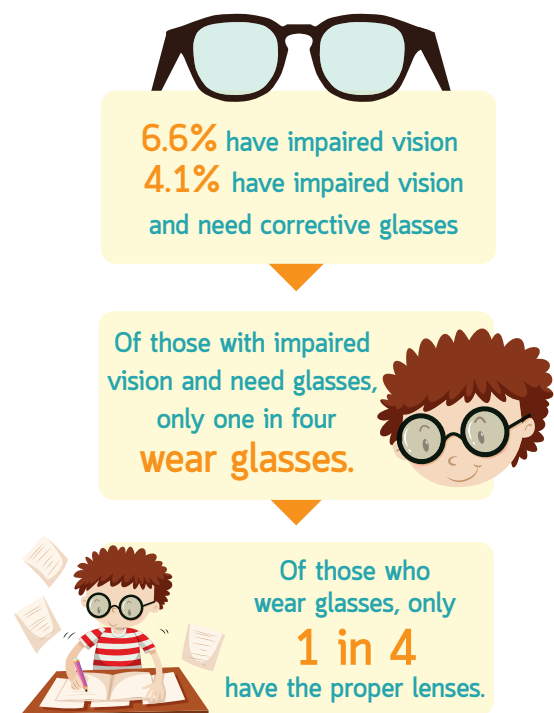 6.6% have impaired vision
4.1% have impaired vision
and need corrective glasses
Of those with impaired
vision and need glasses,
only one in four
wear glasses.
Of those who
wear glasses, only
1 in 4
have the proper lenses.